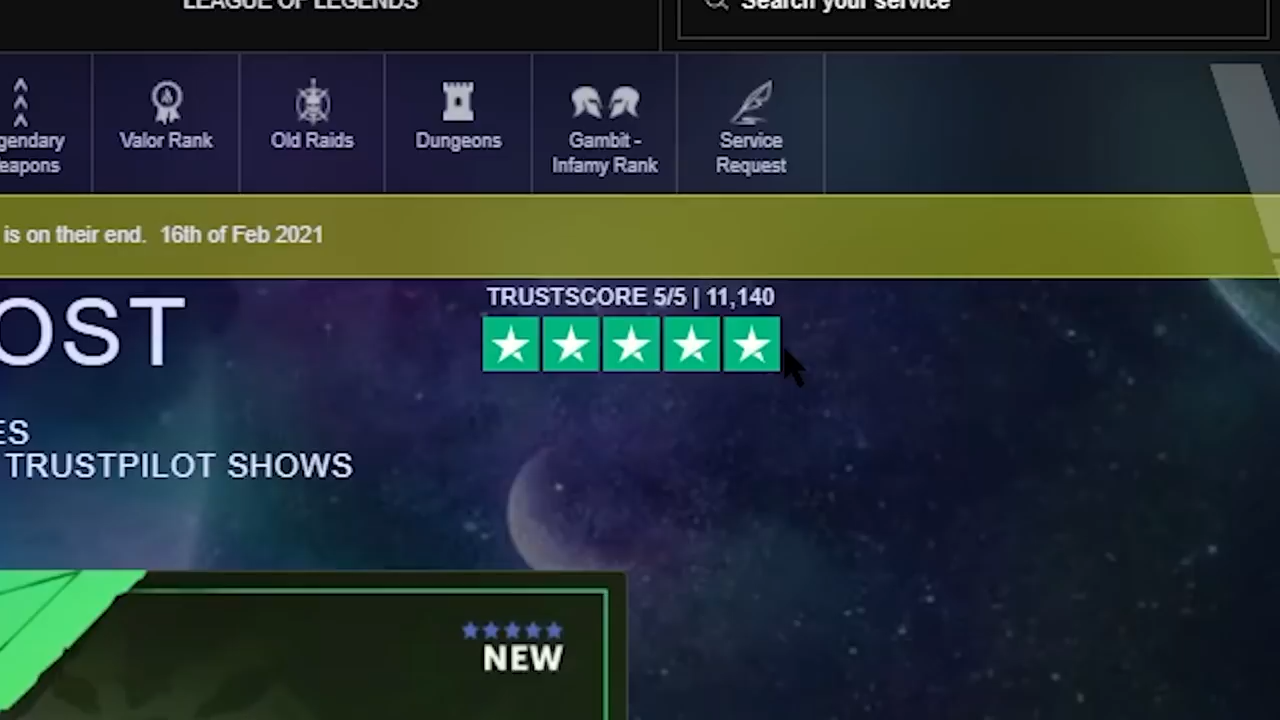 LEAGUE OF LEGENDS
Search your service
gendary
eapons
Valor Rank
Old Raids
Dungeons
Gambit -
Infamy Rank
Service
Request
is on their end. 16th of Feb 2021
OST
TRUSTSCORE 5/5 | 11,140
ES
TRUSTPILOT SHOWS
NEW